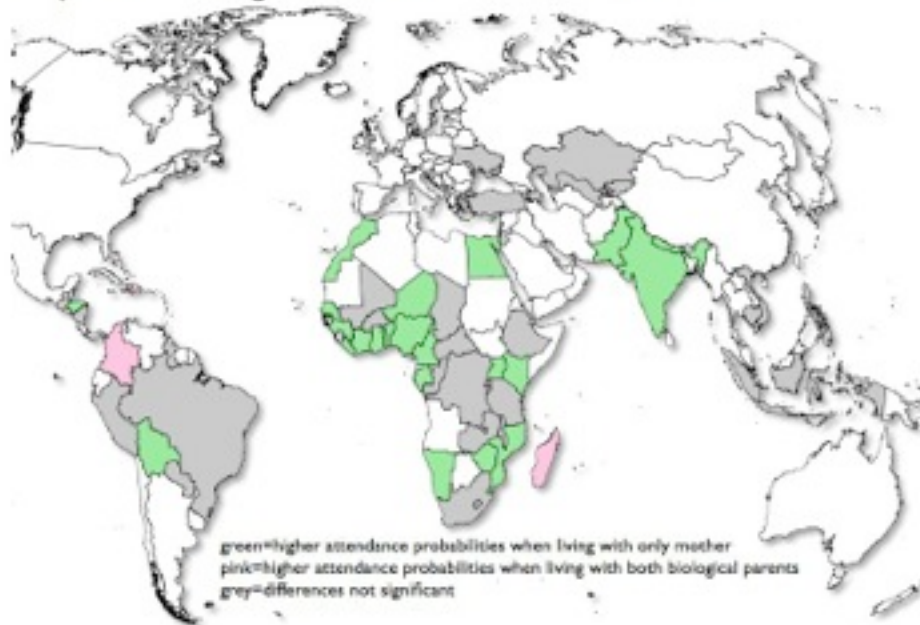 green=higher attendance probabilities when living with only mother
pink=higher attendance probabilities when living with both biological parents
grey=differences not significant